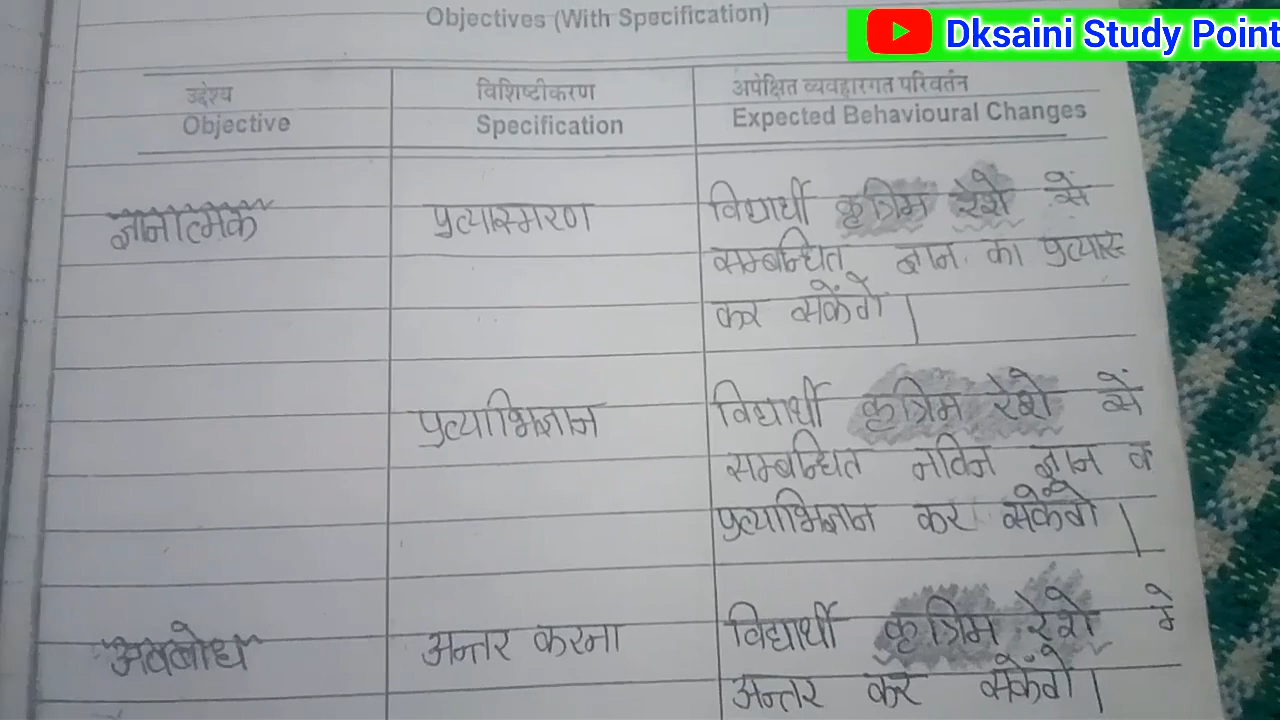 Objectives (With Specification)
Dksaini Study Point
उद्देश्य विशिष्टीकरण अपेक्षित व्यवहारगत परिवर्तन
Objective Specification Expected Behavioural Changes
ज्ञानात्मक प्रत्यास्मरण विद्यार्थी कृत्रिम रेशे से
सम्बन्धित ज्ञान का प्रत्यास्
कर सकेंगे।
प्रत्याभिज्ञान विद्यार्थी कृत्रिम रेशे से
सम्बन्धित नविन ज्ञान
प्रत्याभिज्ञान कर सकेंगे।
अवबोध अन्तर करना विद्यार्थी कृत्रिम रेशे मे
अन्तर कर सकेंगे।